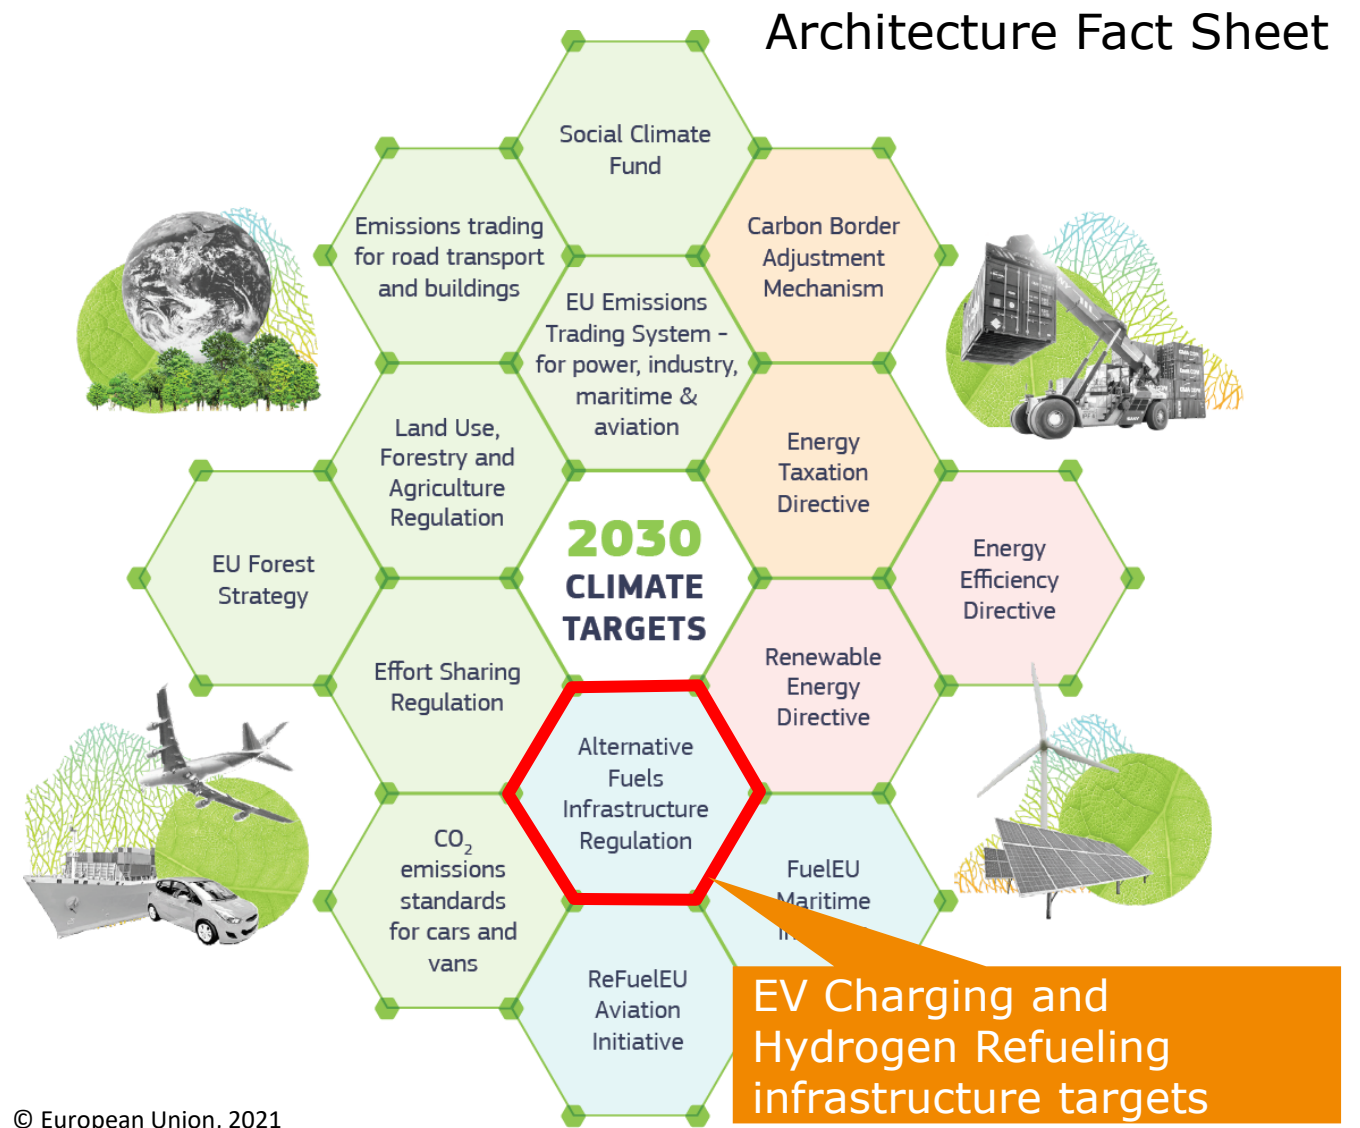 Architecture Fact Sheet
Social Climate
Fund
Emissions trading
for road transport
and buildings
Carbon Border
Adjustment
Mechanism
EU Emissions
Trading System -
for power, industry,
maritime &
aviation
Land Use,
Forestry and
Agriculture
Regulation
Energy
Taxation
Directive
2030
CLIMATE
TARGETS
EU Forest
Strategy
Energy
Efficiency
Directive
Effort Sharing
Regulation
Renewable
Energy
Directive
Alternative
Fuels
Infrastructure
Regulation
CO2
emissions
standards
for cars and
vans
FuelEU
Maritime
ReFuelEU
Aviation
Initiative
EV Charging and
Hydrogen Refueling
infrastructure targets
© European Union, 2021